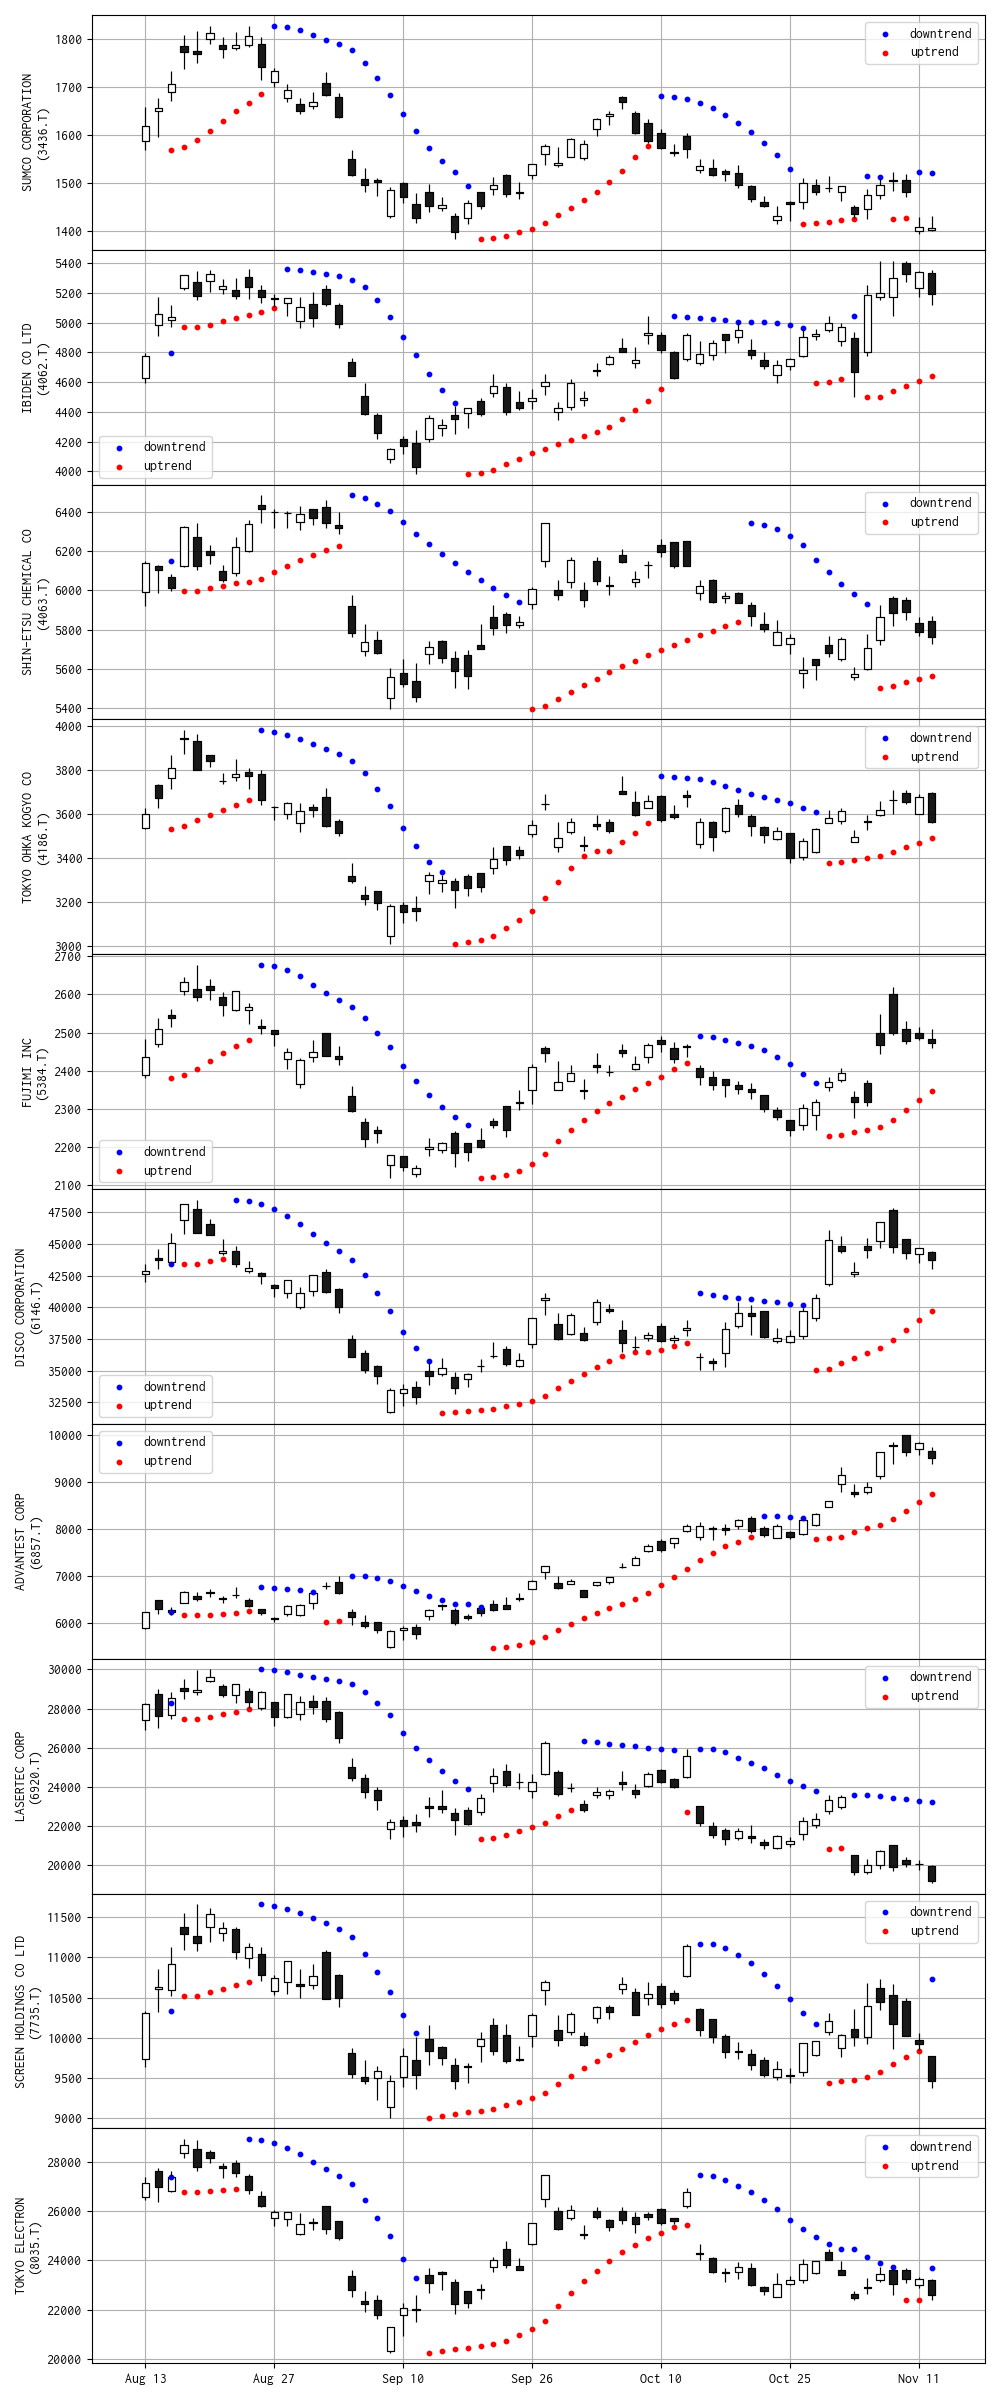 1800
1700
1600
1500
1400
SUMCO CORPORATION
(3436.T)
downtrend
uptrend
5400
5200
5000
4800
4600
4400
4200
4000
IBIDEN CO LTD
(4062.T)
downtrend
uptrend
6400
6200
6000
5800
5600
5400
SHIN-ETSU CHEMICAL CO
(4063.T)
downtrend
uptrend
4000
3800
3600
3400
3200
3000
TOKYO OHKA KOGYO CO
(4186.T)
downtrend
uptrend
2700
2600
2500
2400
2300
2200
2100
FUJIMI INC
(5384.T)
downtrend
uptrend
47500
45000
42500
40000
37500
35000
32500
DISCO CORPORATION
(6146.T)
downtrend
uptrend
10000
9000
8000
7000
6000
ADVANTEST CORP
(6857.T)
downtrend
uptrend
30000
28000
26000
24000
22000
20000
LASERTEC CORP
(6920.T)
downtrend
uptrend
11500
11000
10500
10000
9500
9000
SCREEN HOLDINGS CO LTD
(7735.T)
downtrend
uptrend
28000
26000
24000
22000
20000
TOKYO ELECTRON
(8035.T)
downtrend
uptrend
Aug 13
Aug 27
Sep 10
Sep 26
Oct 10
Oct 25
Nov 11